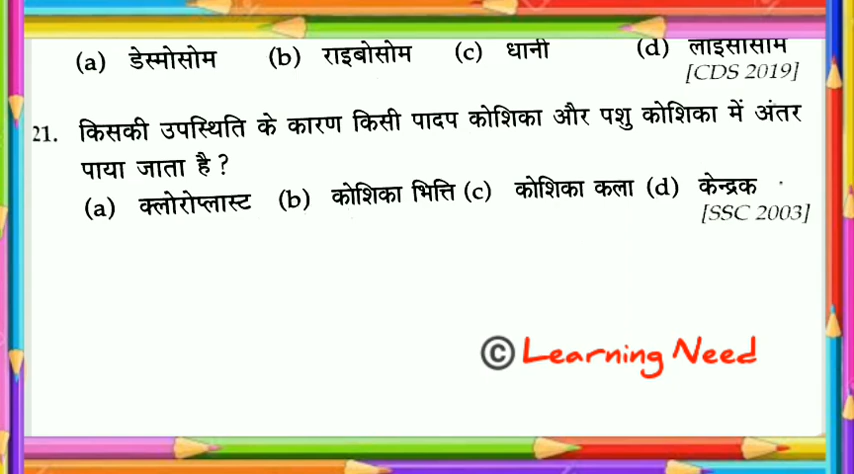 (a) डेस्मोसोम (b) राइबोसोम (c) धानी (d) लाइसोसोम
[CDS 2019]
21. किसकी उपस्थिति के कारण किसी पादप कोशिका और पशु कोशिका में अंतर
पाया जाता है ?
(a) क्लोरोप्लास्ट (b) कोशिका भित्ति (c) कोशिका कला (d) केन्द्रक
[SSC 2003]
© Learning Need